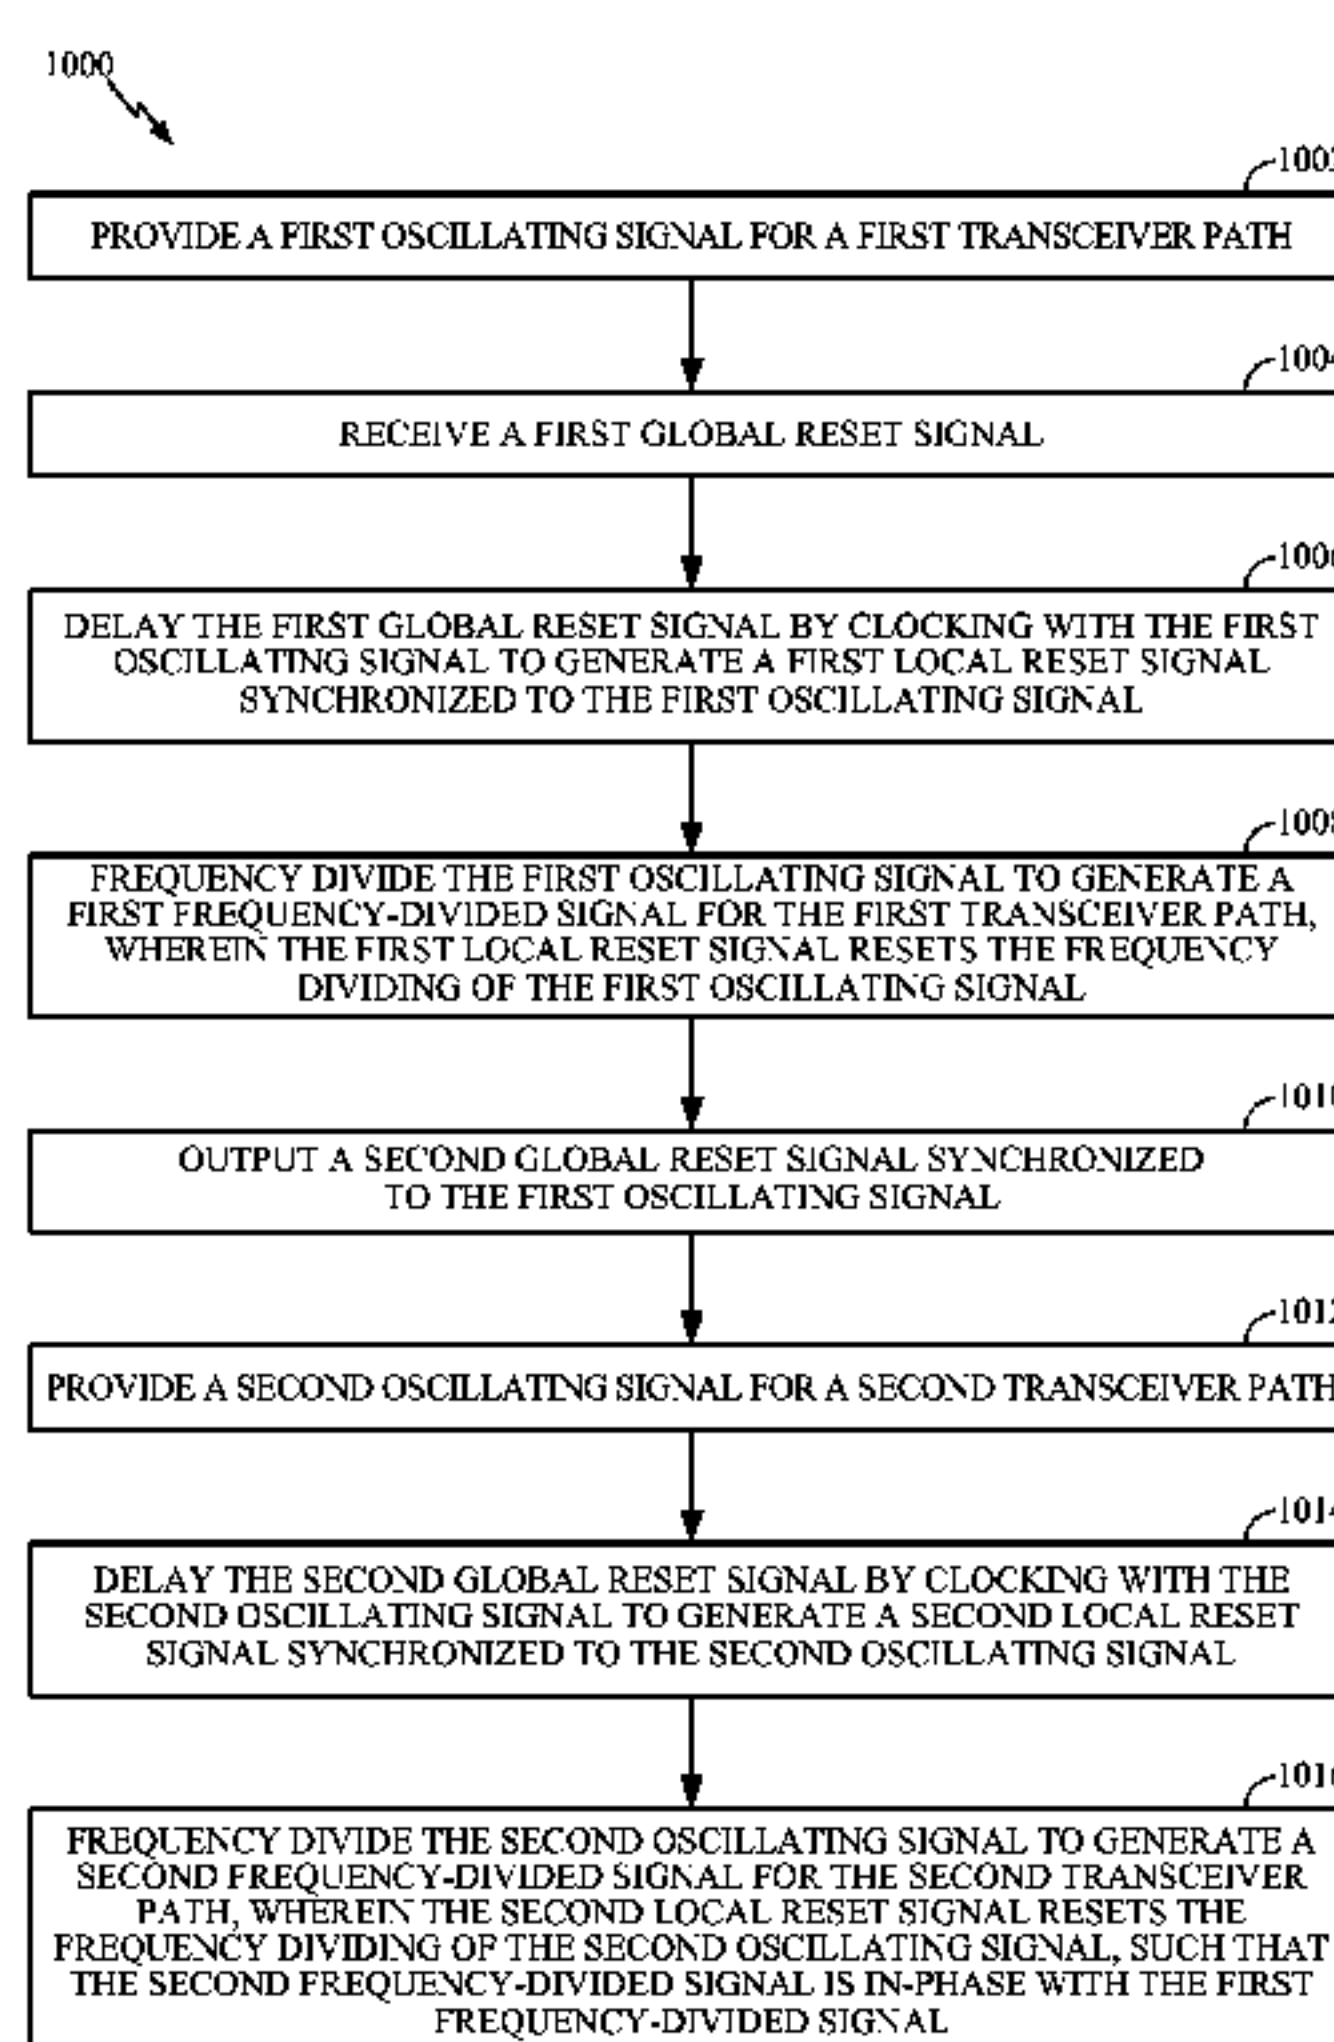 1000
PROVIDE A FIRST OSCILLATING SIGNAL FOR A FIRST TRANSCEIVER PATH
RECEIVE A FIRST GLOBAL RESET SIGNAL
DELAY THE FIRST GLOBAL RESET SIGNAL BY CLOCKING WITH THE FIRST
OSCILLATING SIGNAL TO GENERATE A FIRST LOCAL RESET SIGNAL
SYNCHRONIZED TO THE FIRST OSCILLATING SIGNAL
FREQUENCY DIVIDE THE FIRST OSCILLATING SIGNAL TO GENERATE A
FIRST FREQUENCY-DIVIDED SIGNAL FOR THE FIRST TRANSCEIVER PATH,
WHEREIN THE FIRST LOCAL RESET SIGNAL RESETS THE FREQUENCY
DIVIDING OF THE FIRST OSCILLATING SIGNAL
OUTPUT A SECOND GLOBAL RESET SIGNAL SYNCHRONIZED
TO THE FIRST OSCILLATING SIGNAL
PROVIDE A SECOND OSCILLATING SIGNAL FOR A SECOND TRANSCEIVER PATH
DELAY THE SECOND GLOBAL RESET SIGNAL BY CLOCKING WITH THE
SECOND OSCILLATING SIGNAL TO GENERATE A SECOND LOCAL RESET
SIGNAL SYNCHRONIZED TO THE SECOND OSCILLATING SIGNAL
FREQUENCY DIVIDE THE SECOND OSCILLATING SIGNAL TO GENERATE A
SECOND FREQUENCY-DIVIDED SIGNAL FOR THE SECOND TRANSCEIVER
PATH, WHEREIN THE SECOND LOCAL RESET SIGNAL RESETS THE
FREQUENCY DIVIDING OF THE SECOND OSCILLATING SIGNAL, SUCH THAT
THE SECOND FREQUENCY-DIVIDED SIGNAL IS IN-PHASE WITH THE FIRST
FREQUENCY-DIVIDED SIGNAL